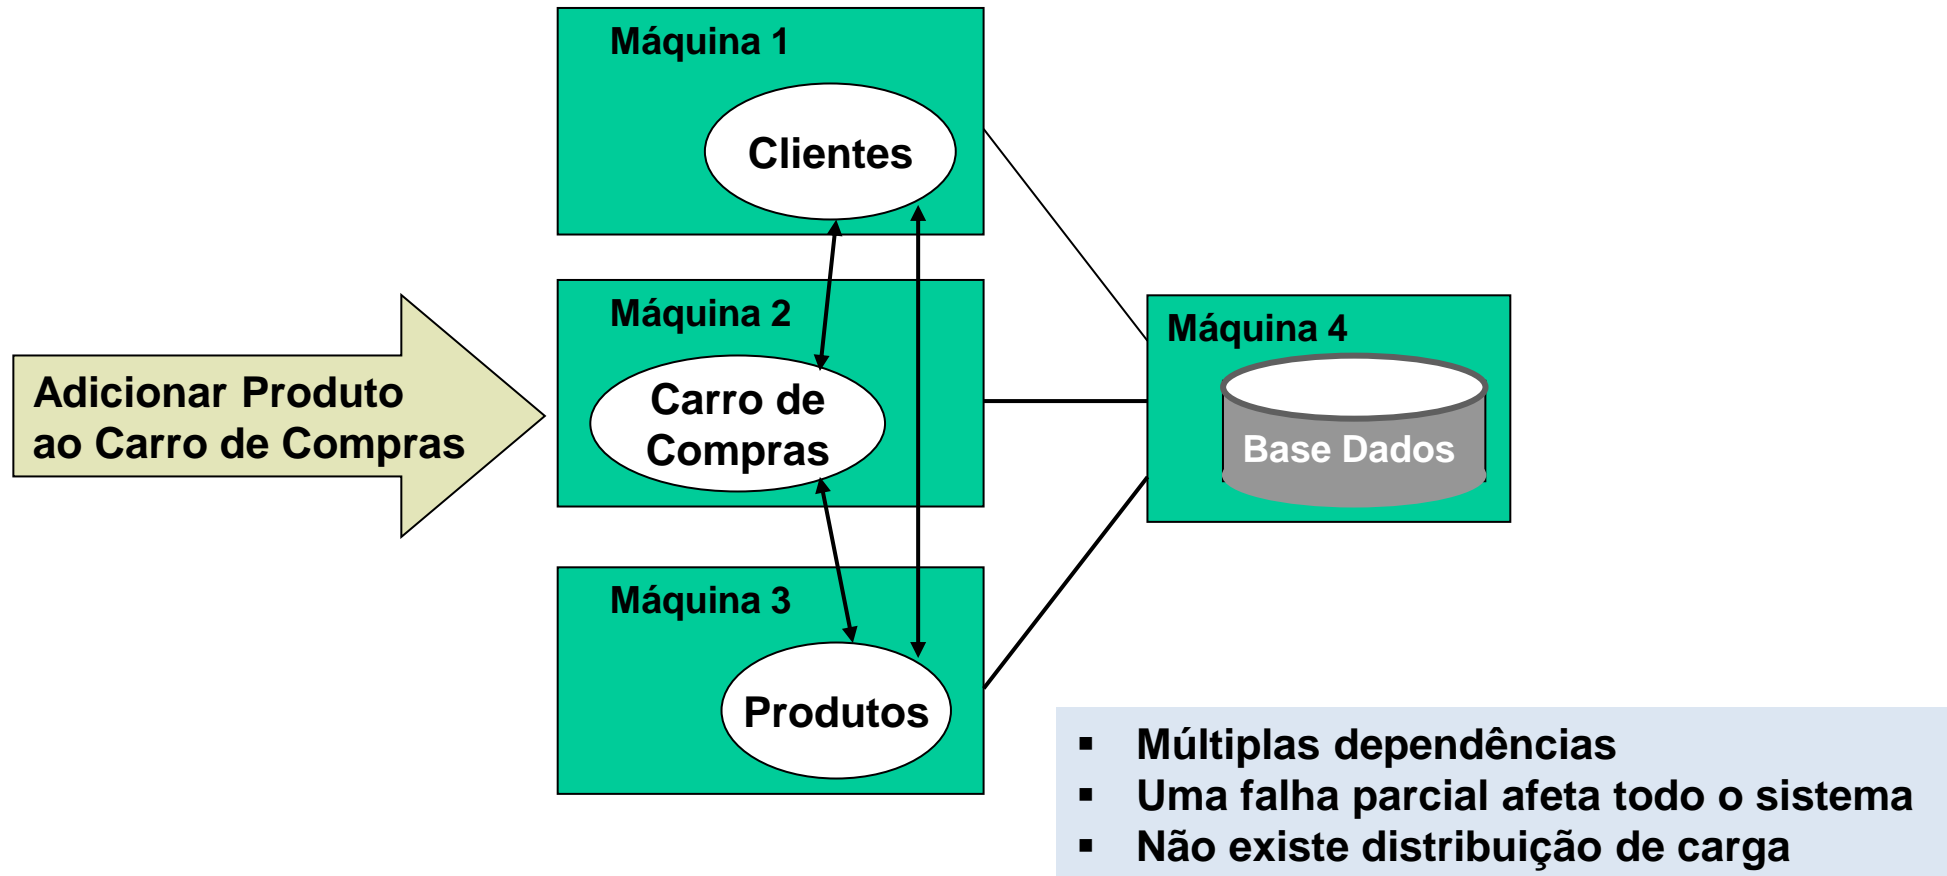 Máquina 1
Clientes
Máquina 2
Carro de
Compras
Adicionar Produto
ao Carro de Compras
Máquina 4
Base Dados
Máquina 3
Produtos
▪ Múltiplas dependências
▪ Uma falha parcial afeta todo o sistema
▪ Não existe distribuição de carga